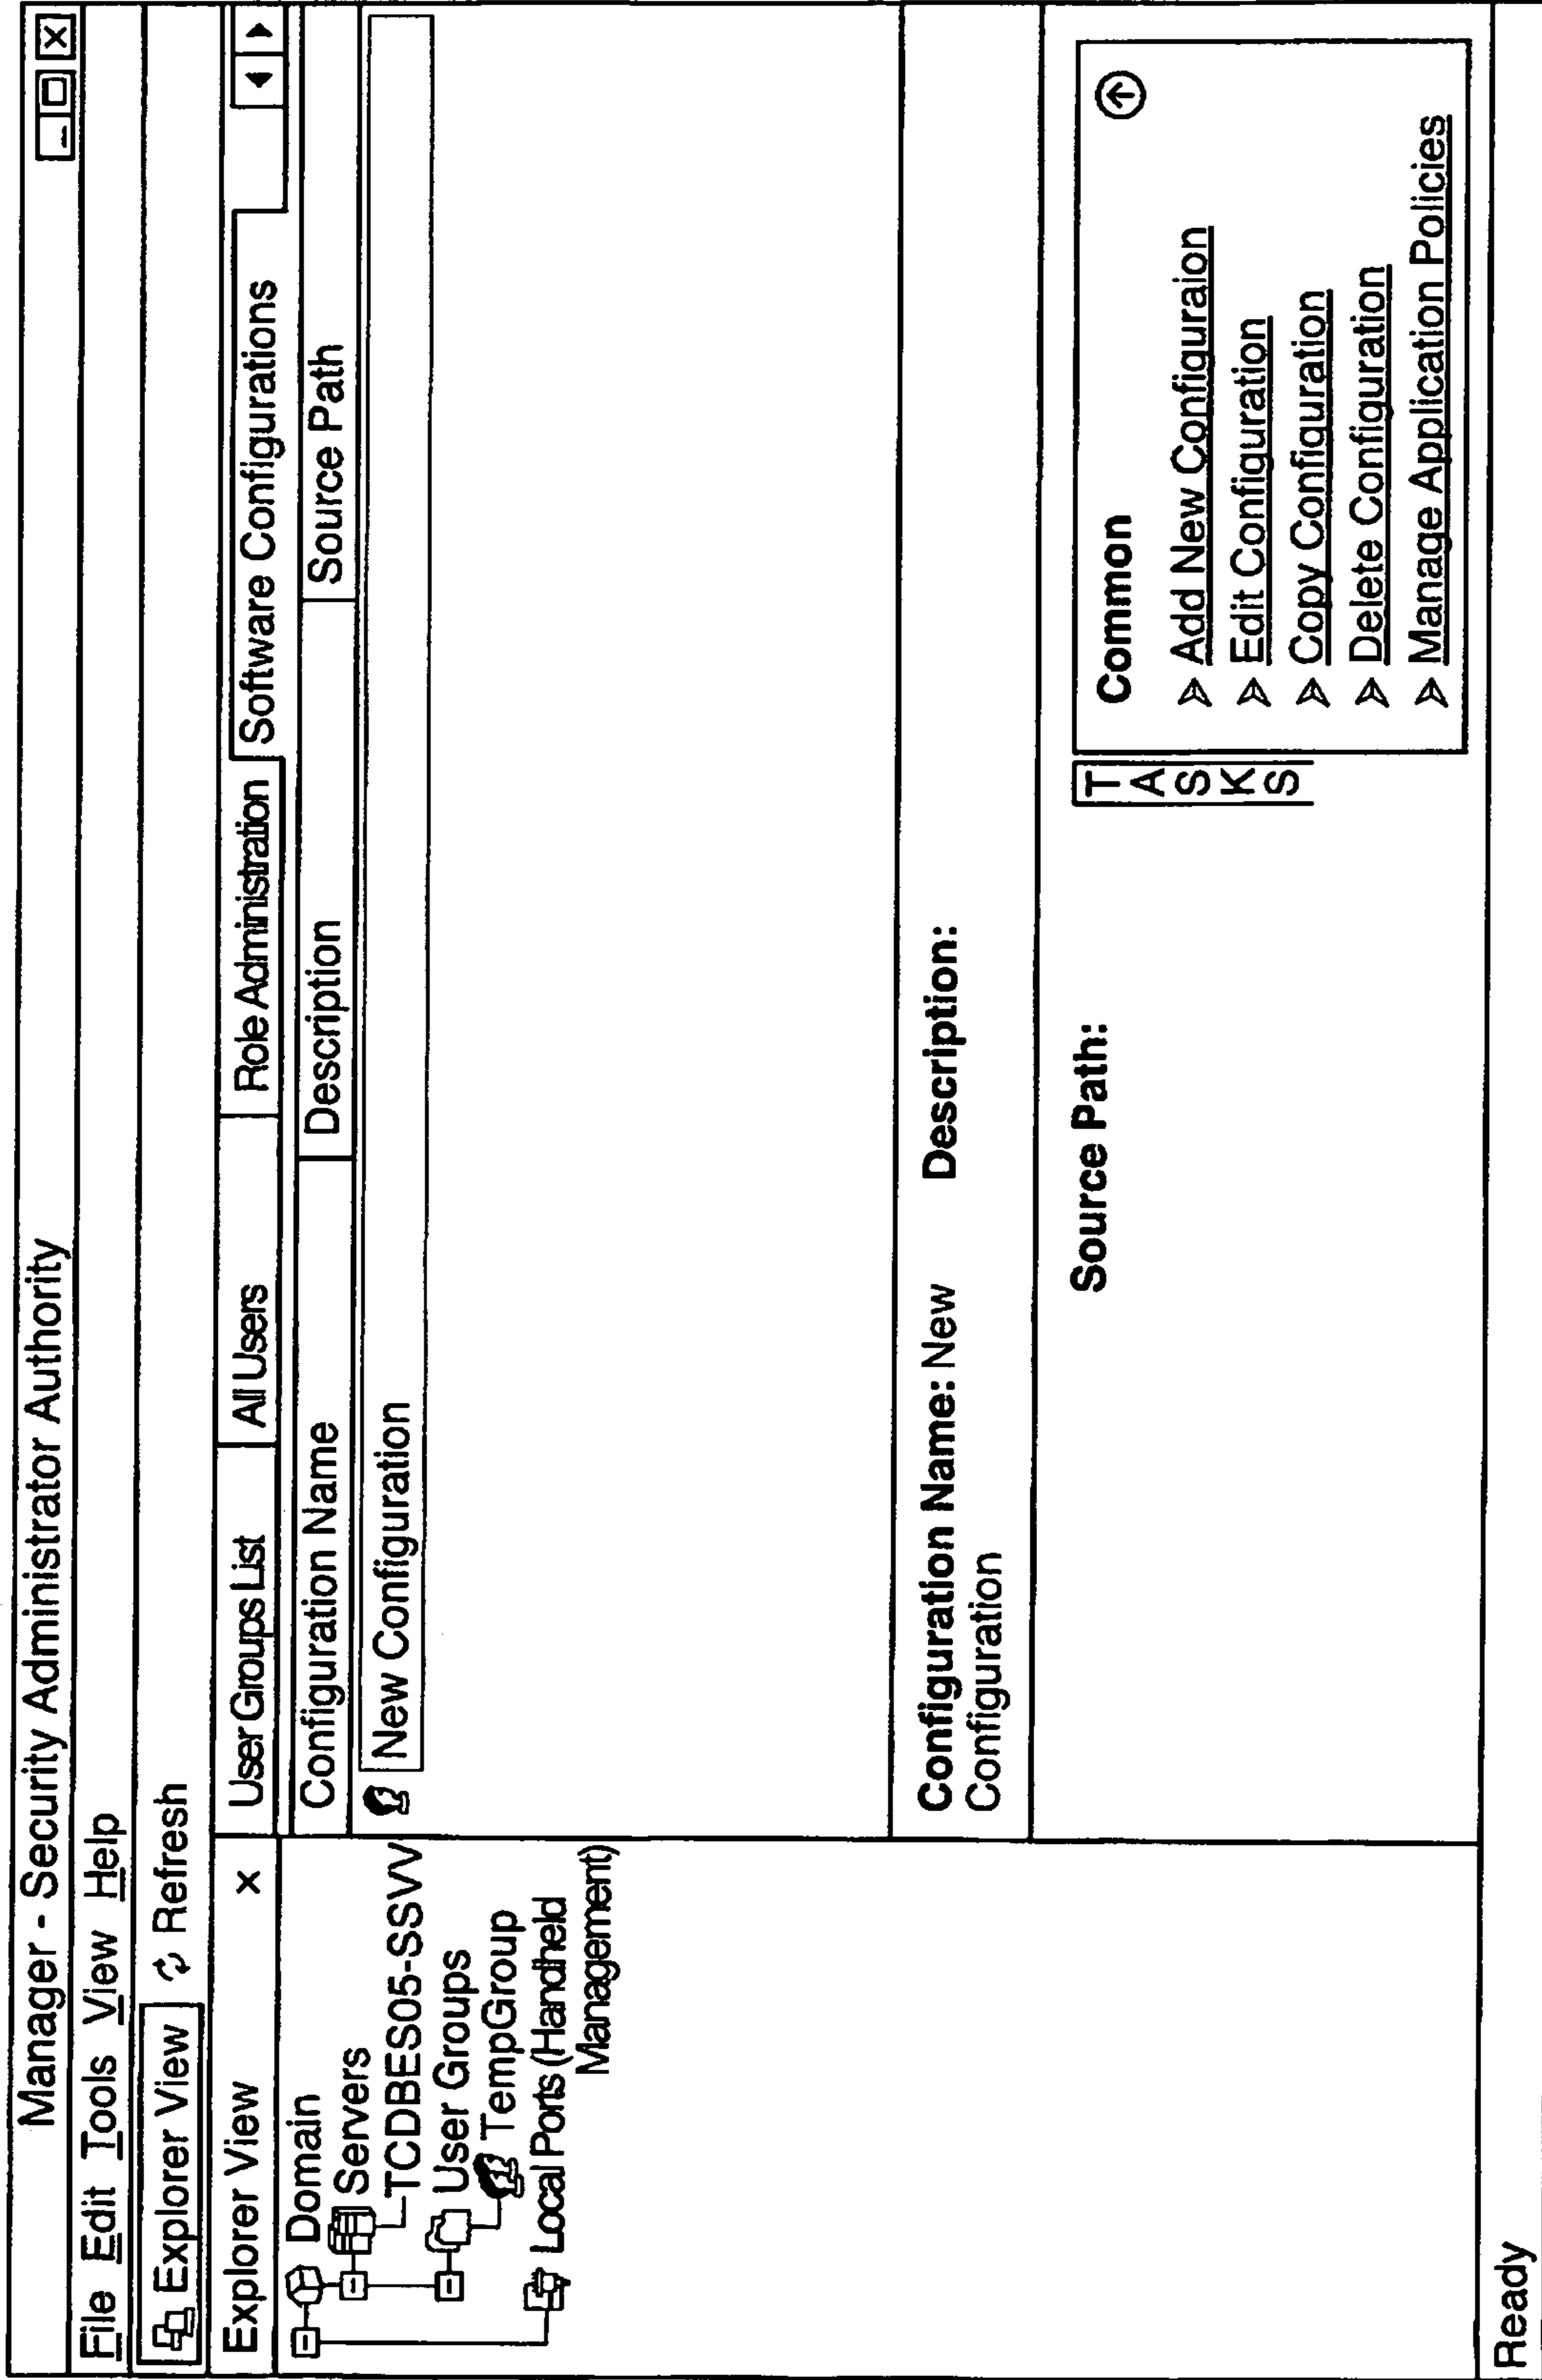 Manager - Security Administrator Authority
File Edit Tools View Help
Explorer View Refresh
Explorer View x
Domain
Servers
TCDBES05-SSVV
User Groups
TempGroup
Local Ports (Handheld
Management)
User Groups List All Users Role Administration Software Configurations
Configuration Name Description Source Path
New Configuration
Configuration Name: New Description:
Configuration
Source Path:
TASKS
Common
Add New Configuraion
Edit Configuration
Copy Configuration
Delete Configuration
Manage Application Policies
Ready